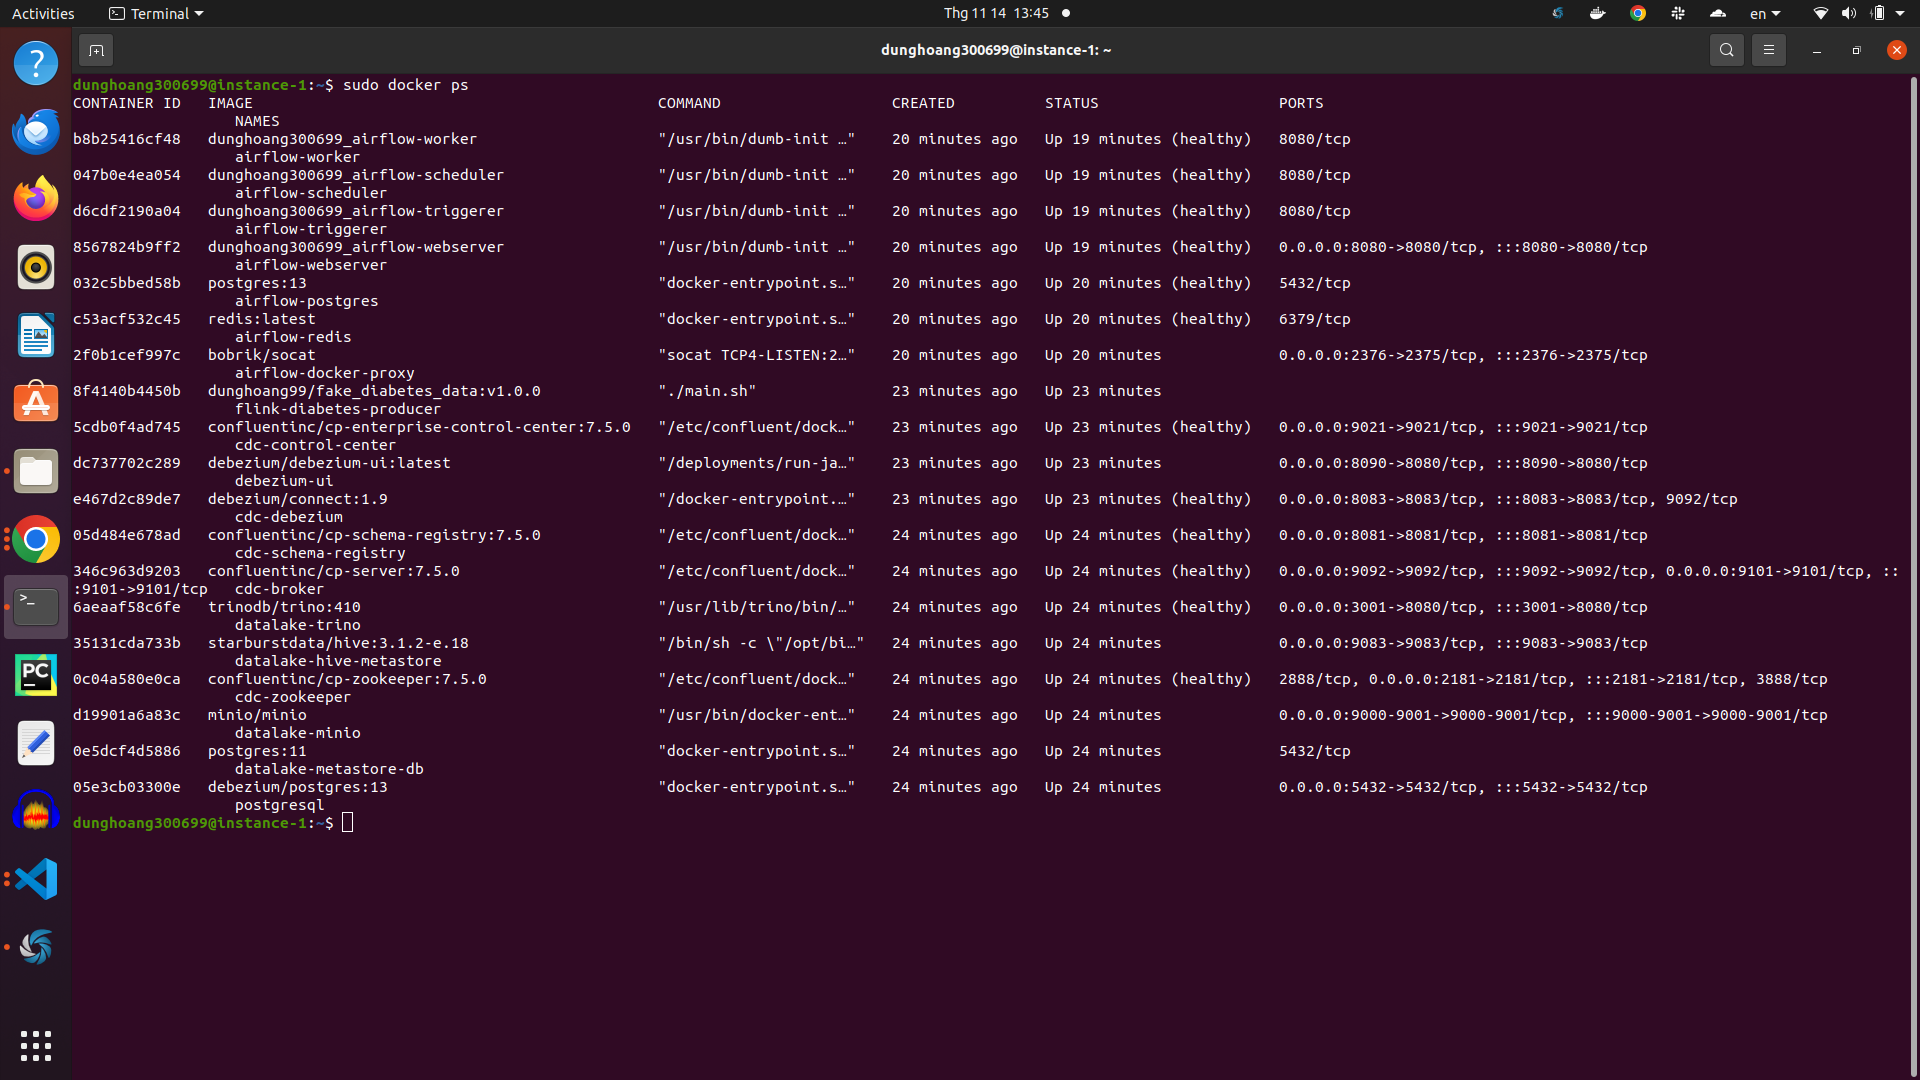 Activities Terminal Thg 11 14 13:45 en
dunghoang300699@instance-1: ~
dunghoang300699@instance-1:~$ sudo docker ps
CONTAINER ID IMAGE COMMAND CREATED STATUS PORTS
NAMES
b8b25416cf48 dunghoang300699_airflow-worker "/usr/bin/dumb-init …" 20 minutes ago Up 19 minutes (healthy) 8080/tcp
airflow-worker
047b0e4ea054 dunghoang300699_airflow-scheduler "/usr/bin/dumb-init …" 20 minutes ago Up 19 minutes (healthy) 8080/tcp
airflow-scheduler
d6cdf2190a04 dunghoang300699_airflow-triggerer "/usr/bin/dumb-init …" 20 minutes ago Up 19 minutes (healthy) 8080/tcp
airflow-triggerer
8567824b9ff2 dunghoang300699_airflow-webserver "/usr/bin/dumb-init …" 20 minutes ago Up 19 minutes (healthy) 0.0.0.0:8080->8080/tcp, :::8080->8080/tcp
airflow-webserver
032c5bbed58b postgres:13 "docker-entrypoint.s…" 20 minutes ago Up 20 minutes (healthy) 5432/tcp
airflow-postgres
c53acf532c45 redis:latest "docker-entrypoint.s…" 20 minutes ago Up 20 minutes (healthy) 6379/tcp
airflow-redis
2f0b1cef997c bobrik/socat "socat TCP4-LISTEN:2…" 20 minutes ago Up 20 minutes 0.0.0.0:2376->2375/tcp, :::2376->2375/tcp
airflow-docker-proxy
8f4140b4450b dunghoang99/fake_diabetes_data:v1.0.0 "./main.sh" 23 minutes ago Up 23 minutes
flink-diabetes-producer
5cdb0f4ad745 confluentinc/cp-enterprise-control-center:7.5.0 "/etc/confluent/dock…" 23 minutes ago Up 23 minutes (healthy) 0.0.0.0:9021->9021/tcp, :::9021->9021/tcp
cdc-control-center
dc737702c289 debezium/debezium-ui:latest "/deployments/run-ja…" 23 minutes ago Up 23 minutes 0.0.0.0:8090->8080/tcp, :::8090->8080/tcp
debezium-ui
e467d2c89de7 debezium/connect:1.9 "/docker-entrypoint.…" 23 minutes ago Up 23 minutes (healthy) 0.0.0.0:8083->8083/tcp, :::8083->8083/tcp, 9092/tcp
cdc-debezium
05d484e678ad confluentinc/cp-schema-registry:7.5.0 "/etc/confluent/dock…" 24 minutes ago Up 24 minutes (healthy) 0.0.0.0:8081->8081/tcp, :::8081->8081/tcp
cdc-schema-registry
346c963d9203 confluentinc/cp-server:7.5.0 "/etc/confluent/dock…" 24 minutes ago Up 24 minutes (healthy) 0.0.0.0:9092->9092/tcp, :::9092->9092/tcp, 0.0.0.0:9101->9101/tcp, ::
:9101->9101/tcp cdc-broker
6aeaaf58c6fe trinodb/trino:410 "/usr/lib/trino/bin/…" 24 minutes ago Up 24 minutes (healthy) 0.0.0.0:3001->8080/tcp, :::3001->8080/tcp
datalake-trino
35131cda733b starburstdata/hive:3.1.2-e.18 "/bin/sh -c \"/opt/bi…" 24 minutes ago Up 24 minutes 0.0.0.0:9083->9083/tcp, :::9083->9083/tcp
datalake-hive-metastore
0c04a580e0ca confluentinc/cp-zookeeper:7.5.0 "/etc/confluent/dock…" 24 minutes ago Up 24 minutes (healthy) 2888/tcp, 0.0.0.0:2181->2181/tcp, :::2181->2181/tcp, 3888/tcp
cdc-zookeeper
d19901a6a83c minio/minio "/usr/bin/docker-ent…" 24 minutes ago Up 24 minutes 0.0.0.0:9000-9001->9000-9001/tcp, :::9000-9001->9000-9001/tcp
datalake-minio
0e5dcf4d5886 postgres:11 "docker-entrypoint.s…" 24 minutes ago Up 24 minutes 5432/tcp
datalake-metastore-db
05e3cb03300e debezium/postgres:13 "docker-entrypoint.s…" 24 minutes ago Up 24 minutes 0.0.0.0:5432->5432/tcp, :::5432->5432/tcp
postgresql
dunghoang300699@instance-1:~$
PC